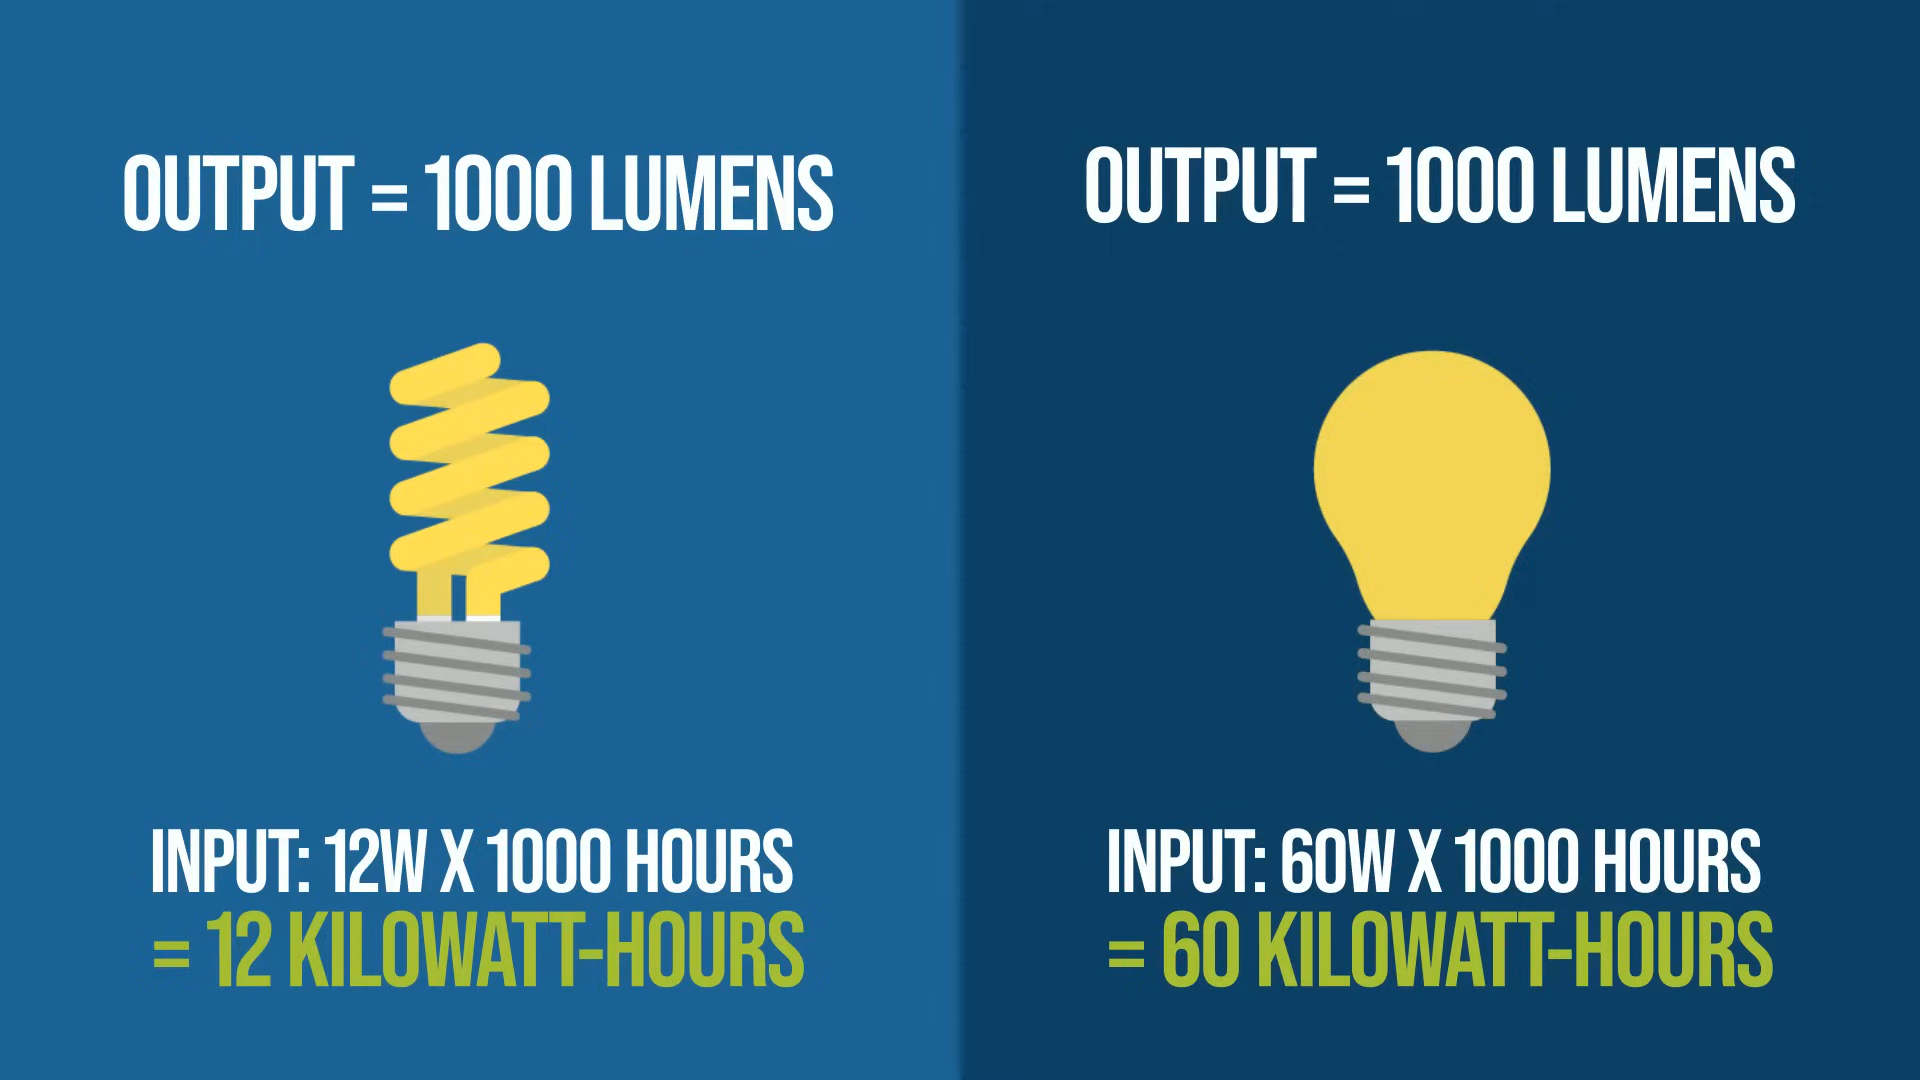 OUTPUT = 1000 LUMENS
INPUT: 12W X 1000 HOURS
= 12 KILOWATT-HOURS
OUTPUT = 1000 LUMENS
INPUT: 60W X 1000 HOURS
= 60 KILOWATT-HOURS